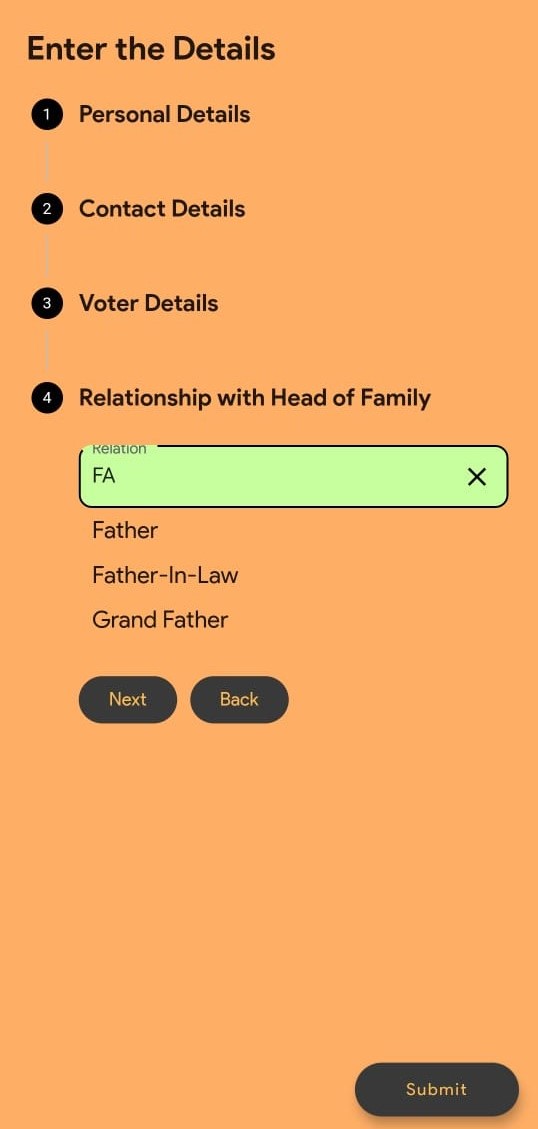 Enter the Details
1 Personal Details
2 Contact Details
3 Voter Details
4 Relationship with Head of Family
Relation
FA
Father
Father-In-Law
Grand Father
Next Back
Submit